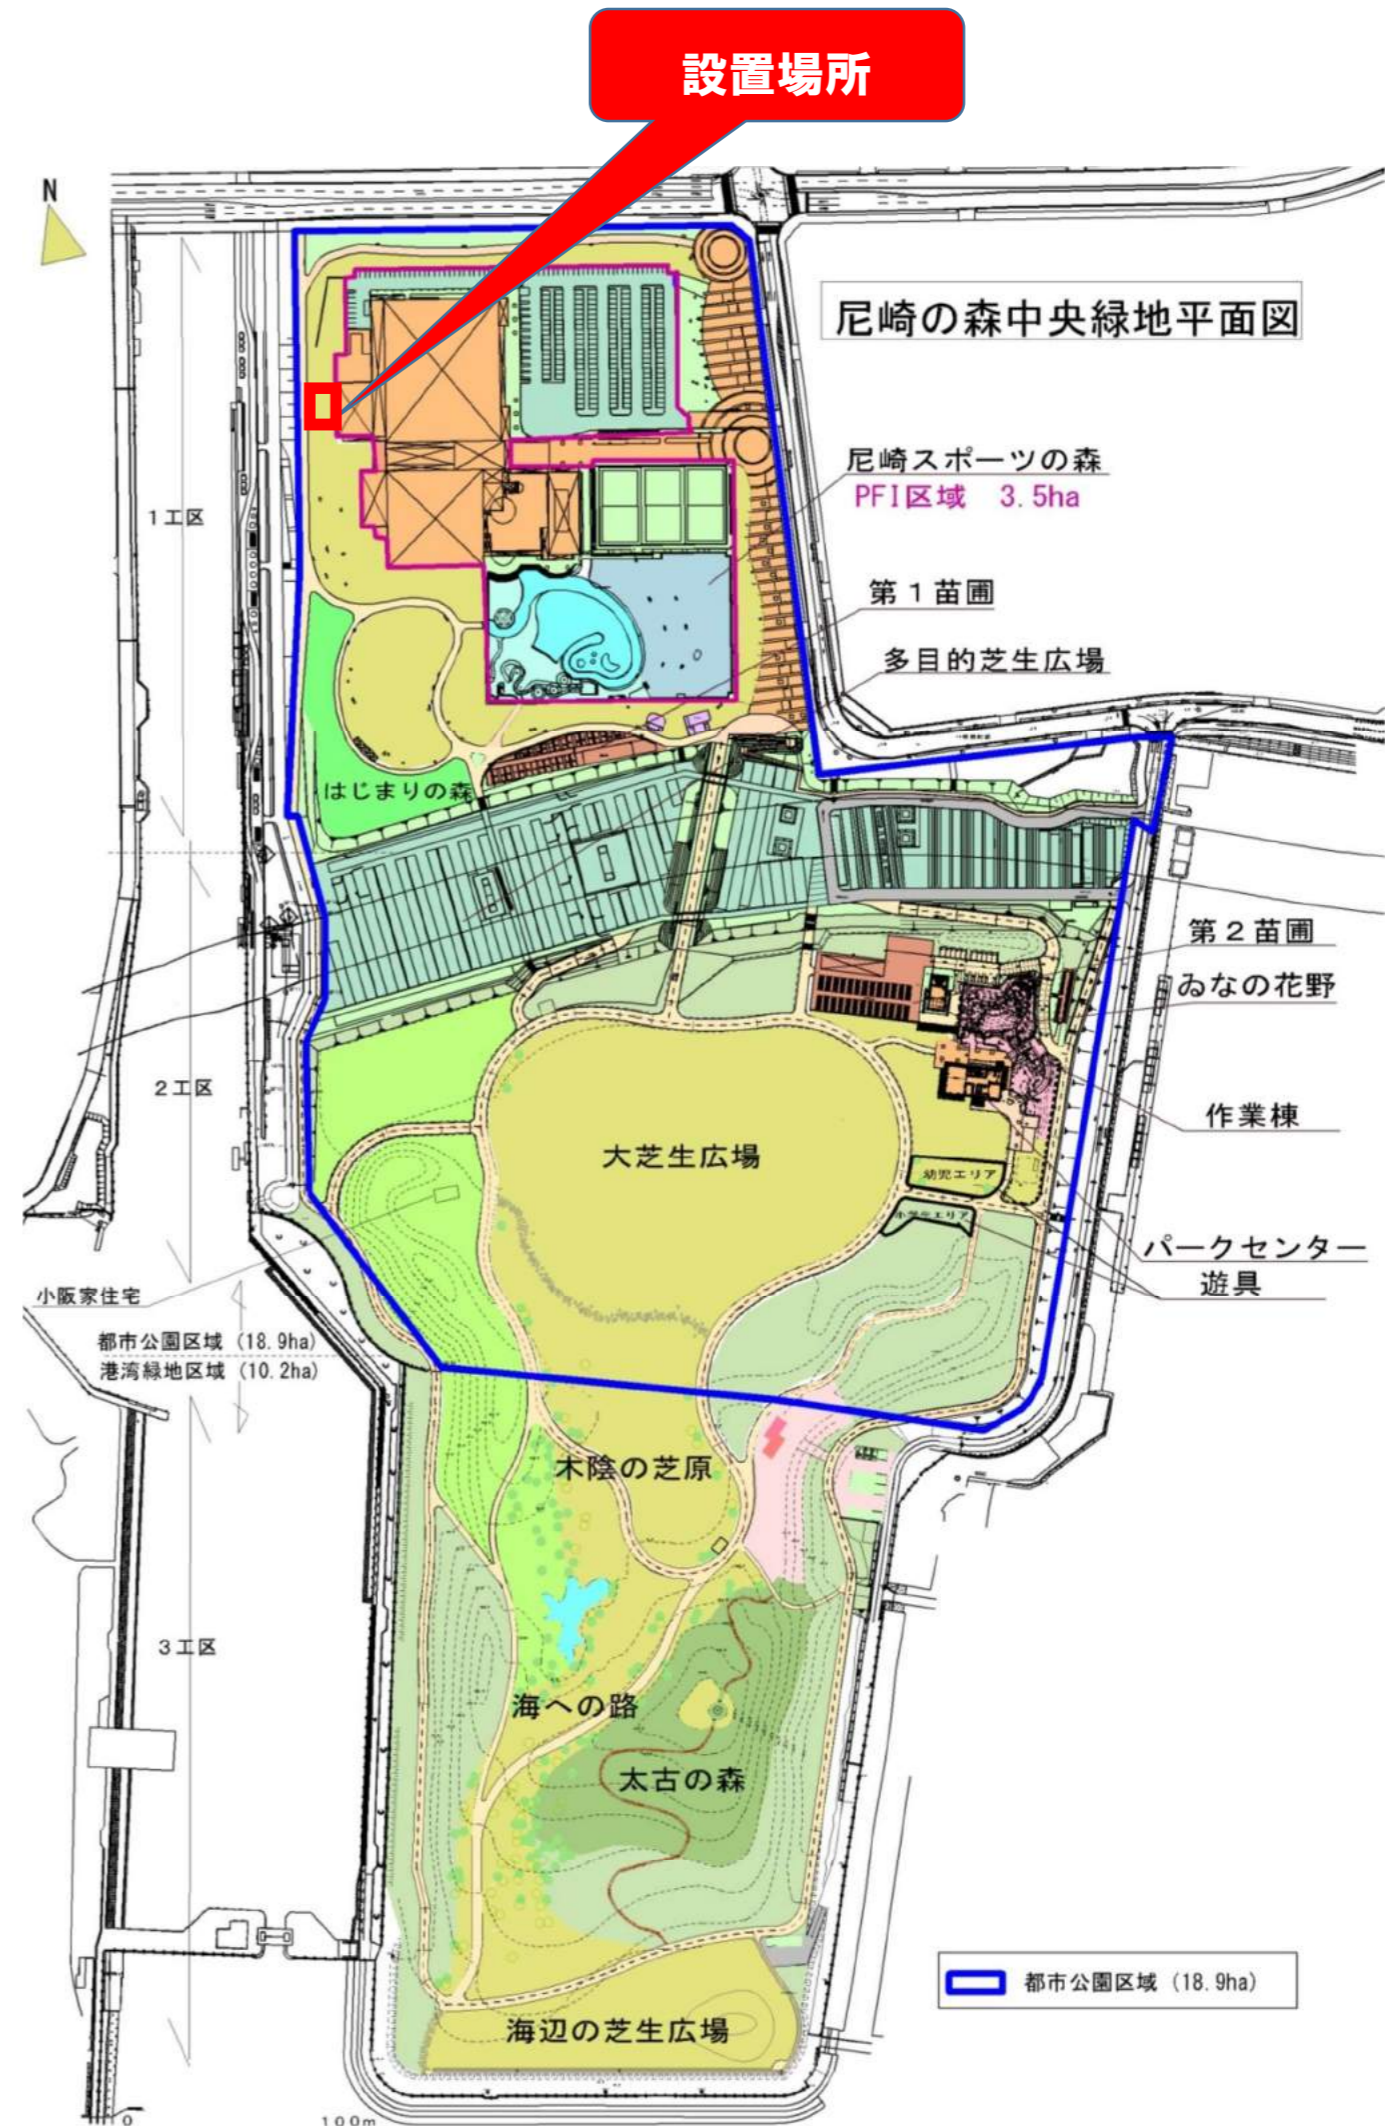 設置場所
N
尼崎の森中央緑地平面図
尼崎スポーツの森
PFI区域 3.5ha
1工区
第1苗圃
多目的芝生広場
はじまりの森
第2苗圃
ゐなの花野
2工区
作業棟
大芝生広場
幼児エリア
小学生エリア
パークセンター
遊具
小阪家住宅
都市公園区域 (18.9ha)
港湾緑地区域 (10.2ha)
木陰の芝原
3工区
海への路
太古の森
都市公園区域 (18.9ha)
海辺の芝生広場
0 100m